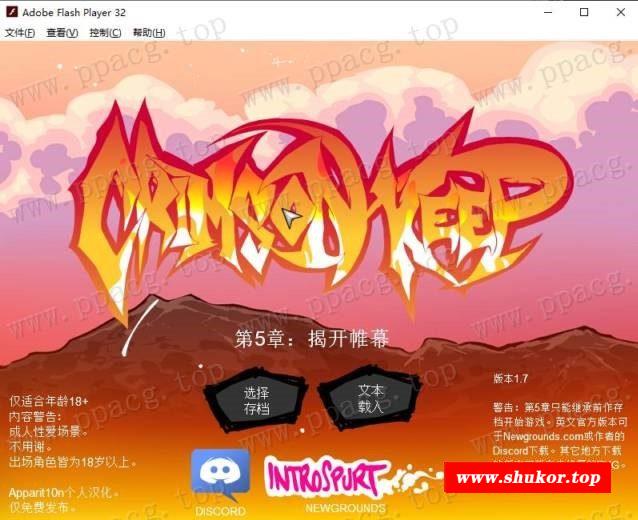 Adobe Flash Player 32
文件(F) 查看(V) 控制(C) 帮助(H)
www.ppacg.top
CRIMSON KEEP
第5章：揭开帷幕
选择
存档
文本
载入
版本1.7
仅适合年龄18+
内容警告：
成人性爱场景。
不用谢。
出场角色皆为18岁以上。
Apparit10n个人汉化。
仅免费发布。
警告：第5章只能继承前作存
档开始游戏。英文官方版本可
于Newgrounds.com或作者的
Discord下载。其它地方下载
DISCORD
INTROSPURT
NEWGROUNDS
www.shukor.top